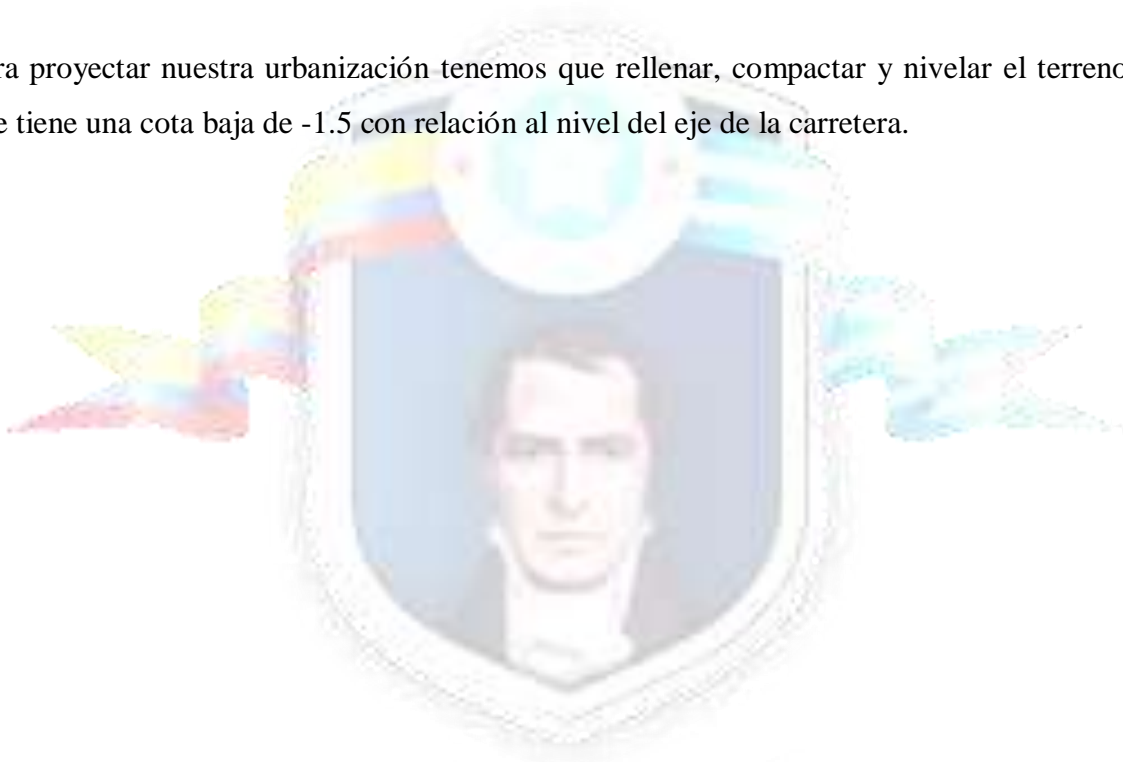 ra proyectar nuestra urbanización tenemos que rellenar, compactar y nivelar el terreno
e tiene una cota baja de -1.5 con relación al nivel del eje de la carretera.